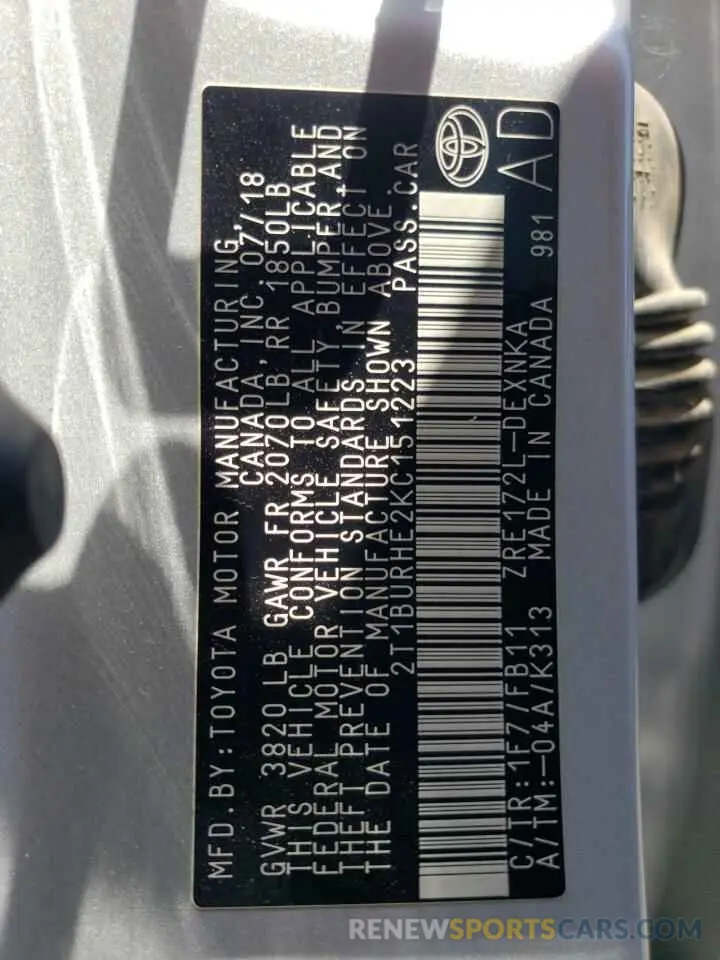 MFD.BY:TOYOTA MOTOR MANUFACTURING,
CANADA, INC. 07/18
GVWR 3820 LB GAWR FR 2070LB, RR 1850LB
THIS VEHICLE CONFORMS TO ALL APPLICABLE
FEDERAL MOTOR VEHICLE SAFETY, BUMPER, AND
THEFT PREVENTION STANDARDS IN EFFECT ON
THE DATE OF MANUFACTURE SHOWN ABOVE.
2T1BURHE2KC151223 PASS.CAR
C/TR:1F7/FB11 ZRE172L-DEXNKA
A/TM:-04A/K313 MADE IN CANADA 981
AD
RENEWSPORTSCARS.COM